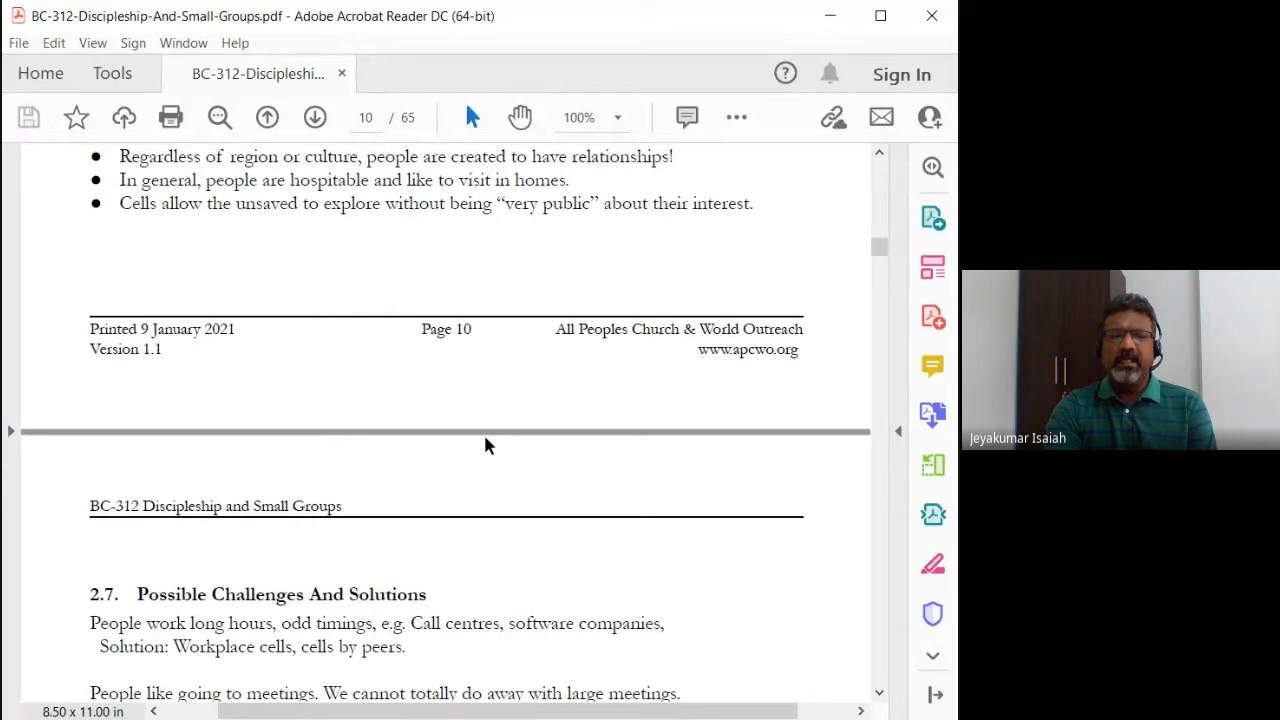 BC-312-Discipleship-And-Small-Groups.pdf - Adobe Acrobat Reader DC (64-bit)
File Edit View Sign Window Help
Home Tools BC-312-Discipleshi... × Sign In
10 / 65 100%
● Regardless of region or culture, people are created to have relationships!
● In general, people are hospitable and like to visit in homes.
● Cells allow the unsaved to explore without being “very public” about their interest.
Printed 9 January 2021 Page 10 All Peoples Church & World Outreach
Version 1.1 www.apcwo.org
BC-312 Discipleship and Small Groups
2.7. Possible Challenges And Solutions
People work long hours, odd timings, e.g. Call centres, software companies,
Solution: Workplace cells, cells by peers.
People like going to meetings. We cannot totally do away with large meetings.
8.50 x 11.00 in
Jeyakumar Isaiah